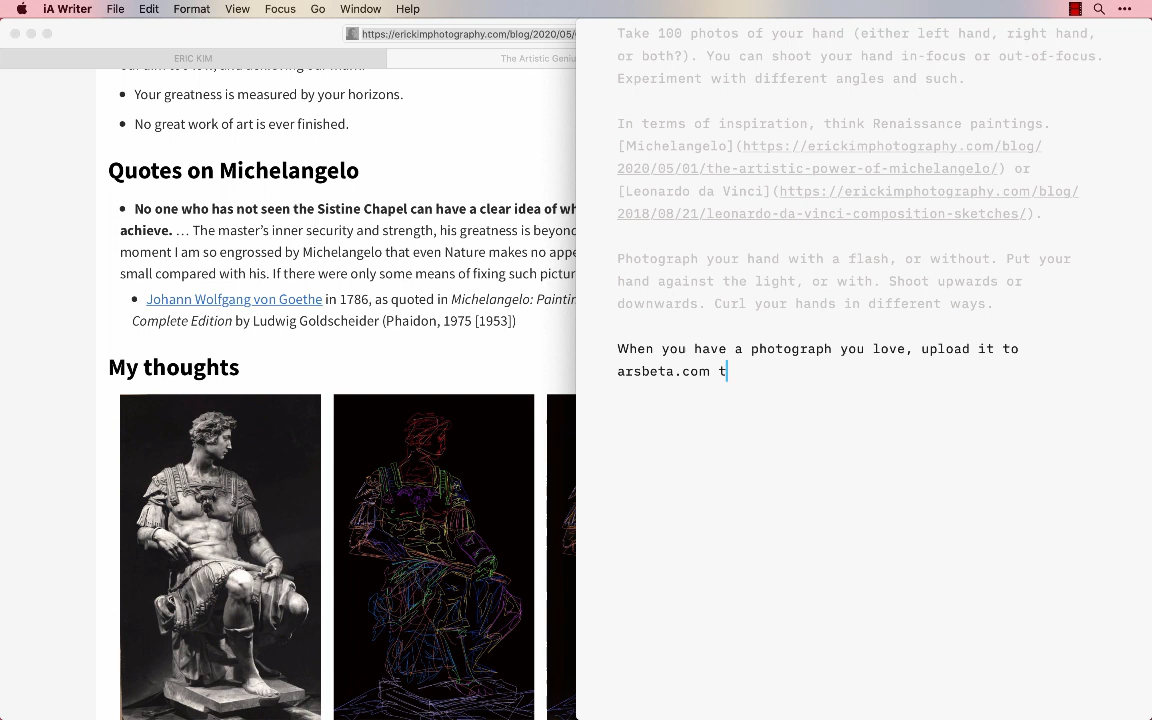 iA Writer File Edit Format View Focus Go Window Help
https://erickimphotography.com/blog/2020/05/
ERIC KIM
The Artistic Geniu
• Your greatness is measured by your horizons.
• No great work of art is ever finished.
Quotes on Michelangelo
• No one who has not seen the Sistine Chapel can have a clear idea of wh
achieve. … The master’s inner security and strength, his greatness is beyond
moment I am so engrossed by Michelangelo that even Nature makes no appe
small compared with his. If there were only some means of fixing such pictur
• Johann Wolfgang von Goethe in 1786, as quoted in Michelangelo: Paintin
Complete Edition by Ludwig Goldscheider (Phaidon, 1975 [1953])
My thoughts
Take 100 photos of your hand (either left hand, right hand,
or both?). You can shoot your hand in-focus or out-of-focus.
Experiment with different angles and such.
In terms of inspiration, think Renaissance paintings.
[Michelangelo](https://erickimphotography.com/blog/
2020/05/01/the-artistic-power-of-michelangelo/) or
[Leonardo da Vinci](https://erickimphotography.com/blog/
2018/08/21/leonardo-da-vinci-composition-sketches/).
Photograph your hand with a flash, or without. Put your
hand against the light, or with. Shoot upwards or
downwards. Curl your hands in different ways.
When you have a photograph you love, upload it to
arsbeta.com t